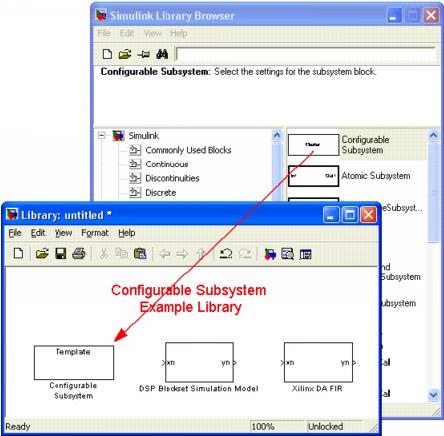 Simulink Library Browser
File Edit View Help
Configurable Subsystem: Select the settings for the subsystem block.
Simulink
Commonly Used Blocks
Continuous
Discontinuities
Discrete
Configurable
Subsystem
Atomic Subsystem
eSubsyst...
Subsystem
ubsystem
Library: untitled *
File Edit View Format Help
Configurable Subsystem
Example Library
Template
Configurable
Subsystem
xn yn
DSP Blockset Simulation Model
xn yn
Xilinx DA FIR
Ready 100% Unlocked